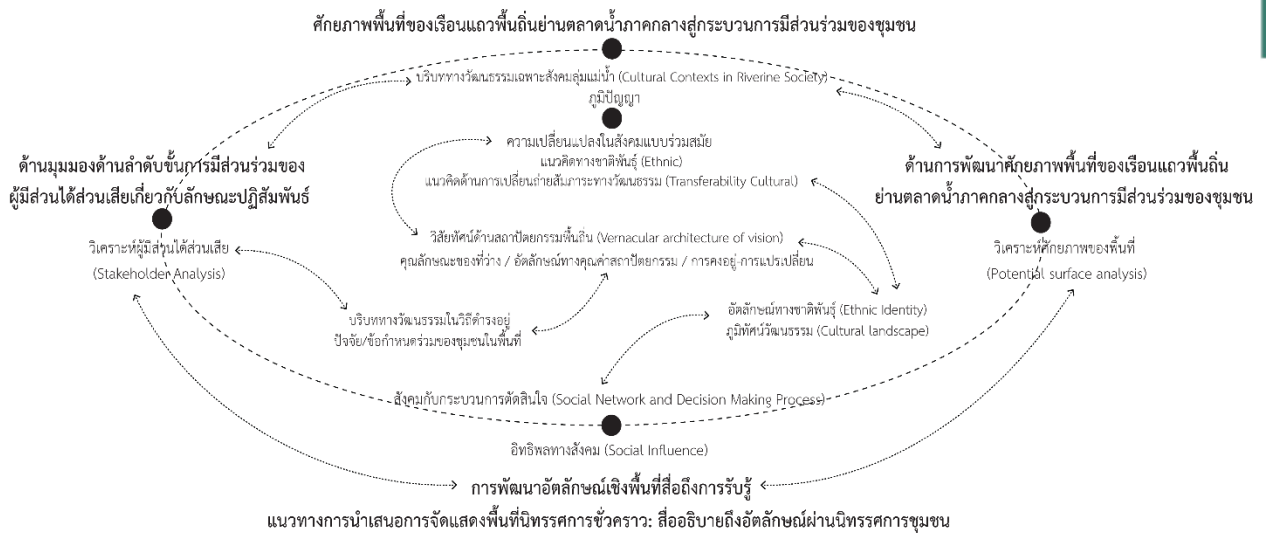 ศักยภาพพื้นที่ของเรือนแถวพื้นถิ่นย่านตลาดน้ำภาคกลางสู่กระบวนการมีส่วนร่วมของชุมชน
บริบททางวัฒนธรรมเฉพาะสังคมลุ่มแม่น้ำ (Cultural Contexts in Riverine Society)
ภูมิปัญญา
ความเปลี่ยนแปลงในสังคมแบบร่วมสมัย
แนวคิดทางชาติพันธุ์ (Ethnic)
แนวคิดด้านการเปลี่ยนถ่ายสัมภาระทางวัฒนธรรม (Transferability Cultural)
ด้านมุมมองด้านลำดับขั้นการมีส่วนร่วมของ
ผู้มีส่วนได้ส่วนเสียเกี่ยวกับลักษณะปฏิสัมพันธ์
ด้านการพัฒนาศักยภาพพื้นที่ของเรือนแถวพื้นถิ่น
ย่านตลาดน้ำภาคกลางสู่กระบวนการมีส่วนร่วมของชุมชน
วิเคราะห์ผู้มีส่วนได้ส่วนเสีย
(Stakeholder Analysis)
วิสัยทัศน์ด้านสถาปัตยกรรมพื้นถิ่น (Vernacular architecture of vision)
คุณลักษณะของที่ว่าง / อัตลักษณ์ทางคุณค่าสถาปัตยกรรม / การคงอยู่-การแปรเปลี่ยน
วิเคราะห์ศักยภาพของพื้นที่
(Potential surface analysis)
บริบททางวัฒนธรรมในวิถีดำรงอยู่
ปัจจัย/ข้อกำหนดร่วมของชุมชนในพื้นที่
อัตลักษณ์ทางชาติพันธุ์ (Ethnic Identity)
ภูมิทัศน์วัฒนธรรม (Cultural landscape)
สังคมกับกระบวนการตัดสินใจ (Social Network and Decision Making Process)
อิทธิพลทางสังคม (Social Influence)
การพัฒนาอัตลักษณ์เชิงพื้นที่สื่อถึงการรับรู้
แนวทางการนำเสนอการจัดแสดงพื้นที่นิทรรศการชั่วคราว: สื่ออธิบายถึงอัตลักษณ์ผ่านนิทรรศการชุมชน